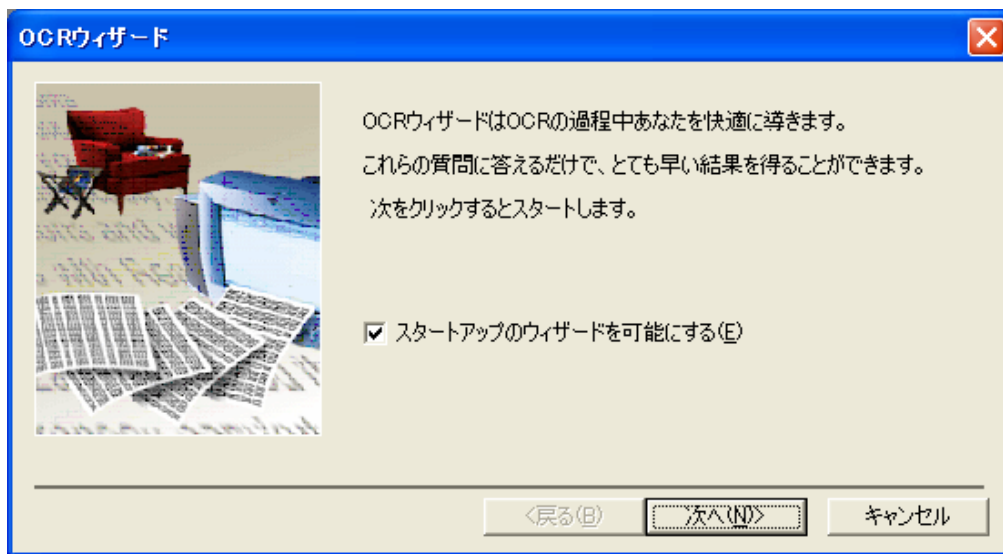 OCRウィザード
OCRウィザードはOCRの過程中あなたを快適に導きます。
これらの質問に答えるだけで、とても早い結果を得ることができます。
次をクリックするとスタートします。
スタートアップのウィザードを可能にする(E)
<戻る(B)
次へ(N)>
キャンセル